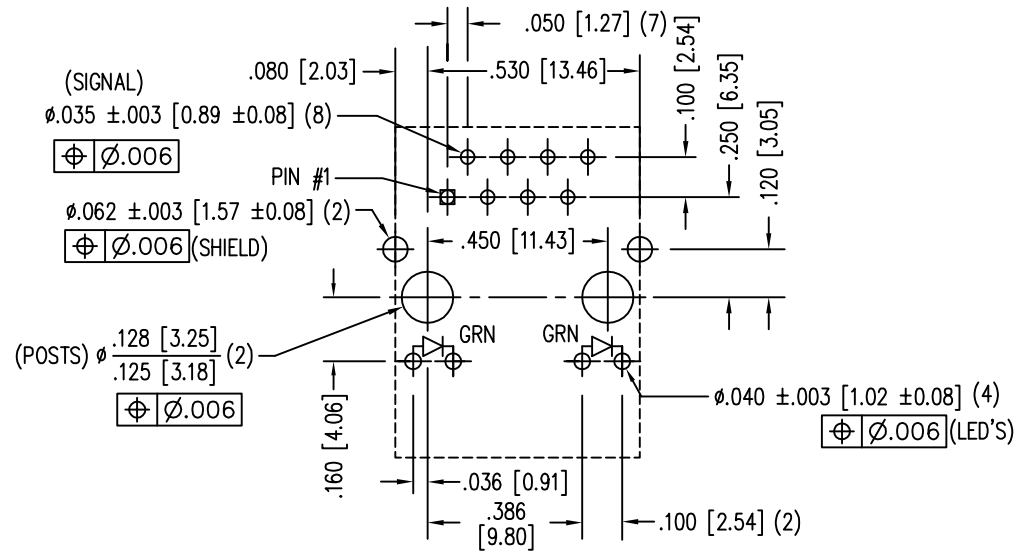 .050 [1.27] (7)
.080 [2.03]
.530 [13.46]
.100 [2.54]
.250 [6.35]
.120 [3.05]
(SIGNAL)
ø.035 ±.003 [0.89 ±0.08] (8)
⌖ Ø.006
PIN #1
ø.062 ±.003 [1.57 ±0.08] (2)
⌖ Ø.006 (SHIELD)
.450 [11.43]
GRN
GRN
(POSTS) ø .128 [3.25] (2)
.125 [3.18]
⌖ Ø.006
ø.040 ±.003 [1.02 ±0.08] (4)
⌖ Ø.006 (LED'S)
.160 [4.06]
.036 [0.91]
.386
[9.80]
.100 [2.54] (2)